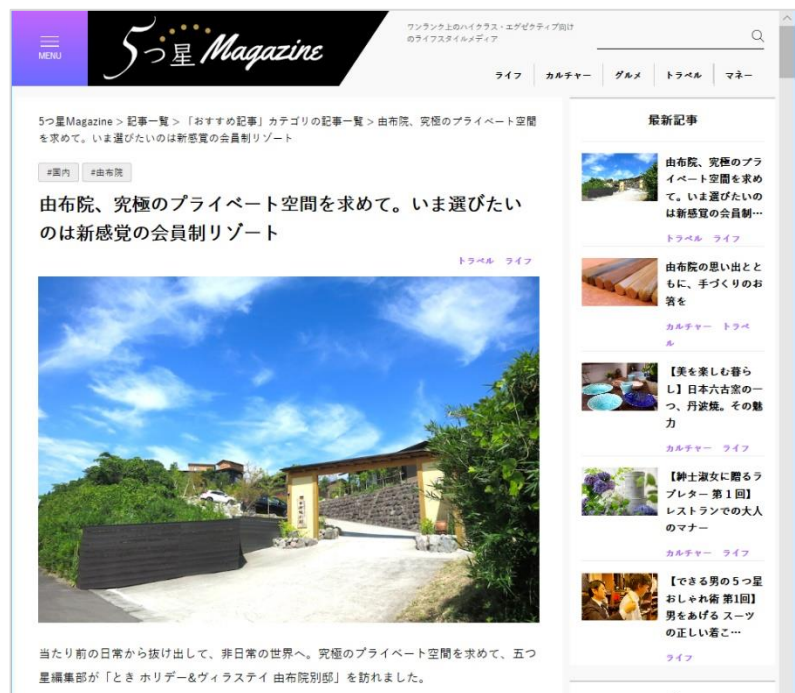 MENU
5つ星 Magazine
ワンランク上のハイクラス・エグゼクティブ向け
のライフスタイルメディア
ライフ カルチャー グルメ トラベル マネー
5つ星Magazine > 記事一覧 > 「おすすめ記事」カテゴリの記事一覧 > 由布院、究極のプライベート空間
を求めて。いま選びたいのは新感覚の会員制リゾート
#国内 #由布院
由布院、究極のプライベート空間を求めて。いま選びたい
のは新感覚の会員制リゾート
トラベル ライフ
当たり前の日常から抜け出して、非日常の世界へ。究極のプライベート空間を求めて、五つ
星編集部が「とき ホリデー&ヴィラステイ 由布院別邸」を訪れました。
最新記事
由布院、究極のプラ
イベート空間を求め
て。いま選びたいの
は新感覚の会員制…
トラベル ライフ
由布院の思い出とと
もに、手づくりのお
箸を
カルチャー トラベ
ル
【美を楽しむ暮ら
し】日本六古窯の一
つ、丹波焼。その魅
力
カルチャー ライフ
【紳士淑女に贈るラ
ブレター 第1回】
レストランでの大人
のマナー
カルチャー ライフ
【できる男の5つ星
おしゃれ術 第1回】
男をあげる スーツ
の正しい着こ…
ライフ